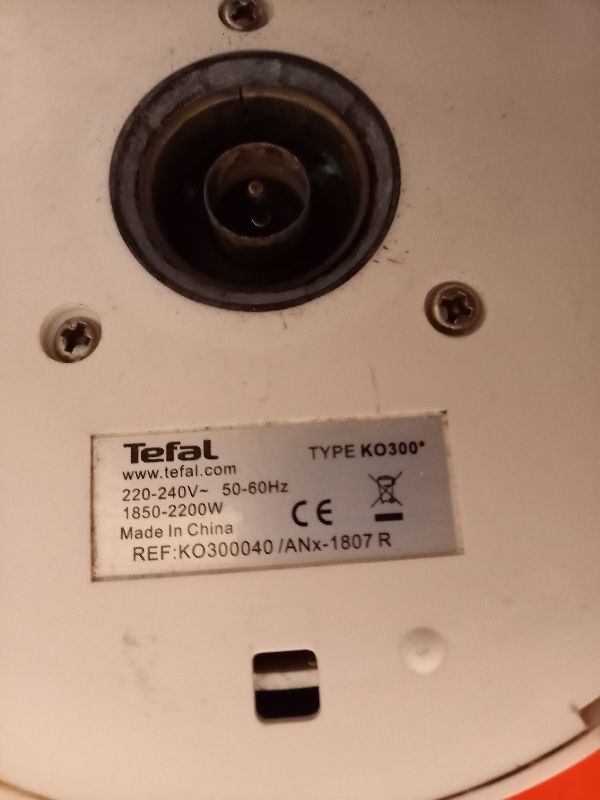 Tefal
TYPE KO300*
www.tefal.com
220-240V~ 50-60Hz
1850-2200W
CE
Made In China
REF:KO300040 /ANx-1807 R